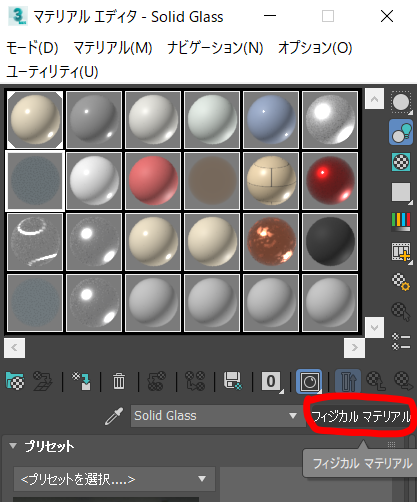 マテリアル エディタ - Solid Glass
モード(D) マテリアル(M) ナビゲーション(N) オプション(O)
ユーティリティ(U)
0
Solid Glass
フィジカル マテリアル
プリセット
フィジカル マテリアル
<プリセットを選択....>